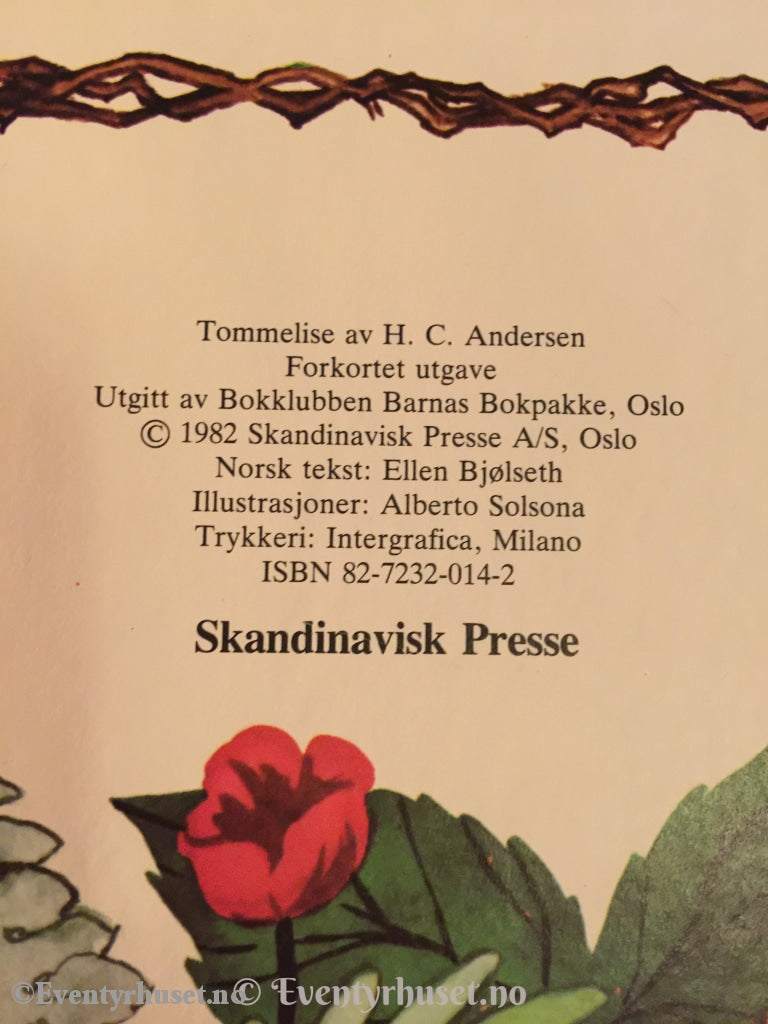 Tommelise av H. C. Andersen
Forkortet utgave
Utgitt av Bokklubben Barnas Bokpakke, Oslo
© 1982 Skandinavisk Presse A/S, Oslo
Norsk tekst: Ellen Bjølseth
Illustrasjoner: Alberto Solsona
Trykkeri: Intergrafica, Milano
ISBN 82-7232-014-2
Skandinavisk Presse
©Eventyrhuset.no © Eventyrhuset.no